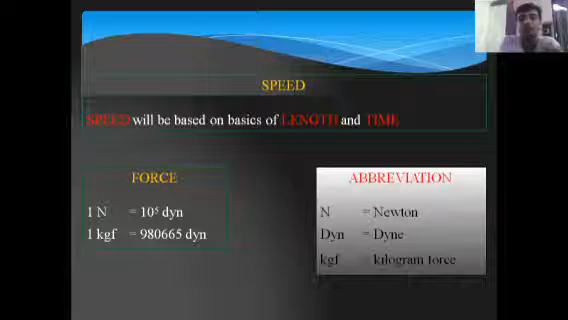 SPEED
SPEED will be based on basics of LENGTH and TIME
FORCE
1 N = 10⁵ dyn
1 kgf = 980665 dyn
ABBREVIATION
N = Newton
Dyn = Dyne
kgf = kilogram force